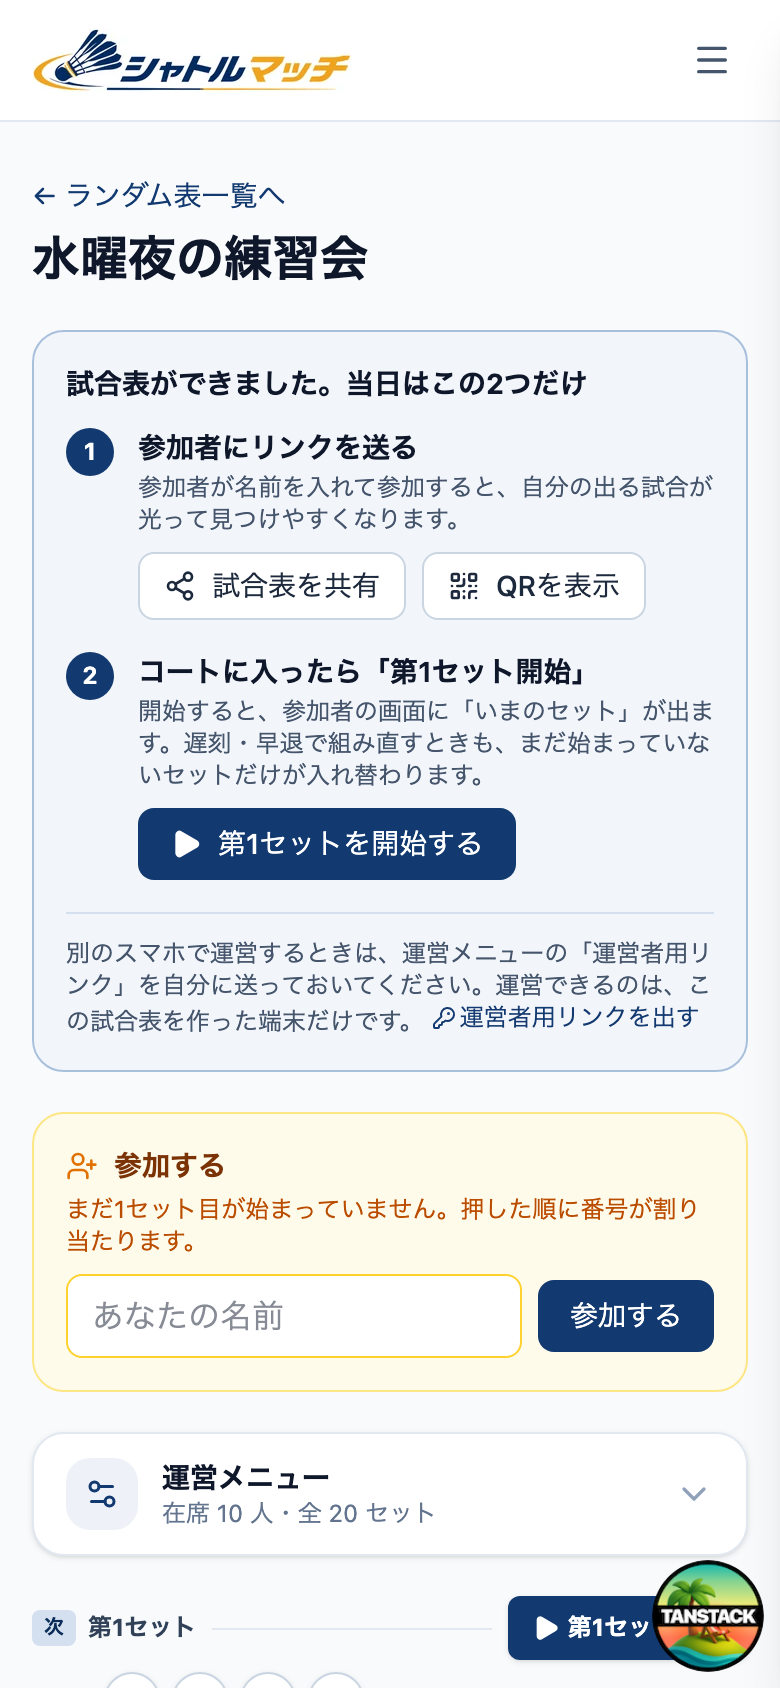 シャトルマッチ
← ランダム表一覧へ
水曜夜の練習会
試合表ができました。当日はこの2つだけ
1
参加者にリンクを送る
参加者が名前を入れて参加すると、自分の出る試合が
光って見つけやすくなります。
試合表を共有
QRを表示
2
コートに入ったら「第1セット開始」
開始すると、参加者の画面に「いまのセット」が出ま
す。遅刻・早退で組み直すときも、まだ始まっていな
いセットだけが入れ替わります。
第1セットを開始する
別のスマホで運営するときは、運営メニューの「運営者用リ
ンク」を自分に送っておいてください。運営できるのは、こ
の試合表を作った端末だけです。 運営者用リンクを出す
参加する
まだ1セット目が始まっていません。押した順に番号が割り
当たります。
あなたの名前
参加する
運営メニュー
在席 10 人・全 20 セット
次 第1セット
第1セッ
TANSTACK